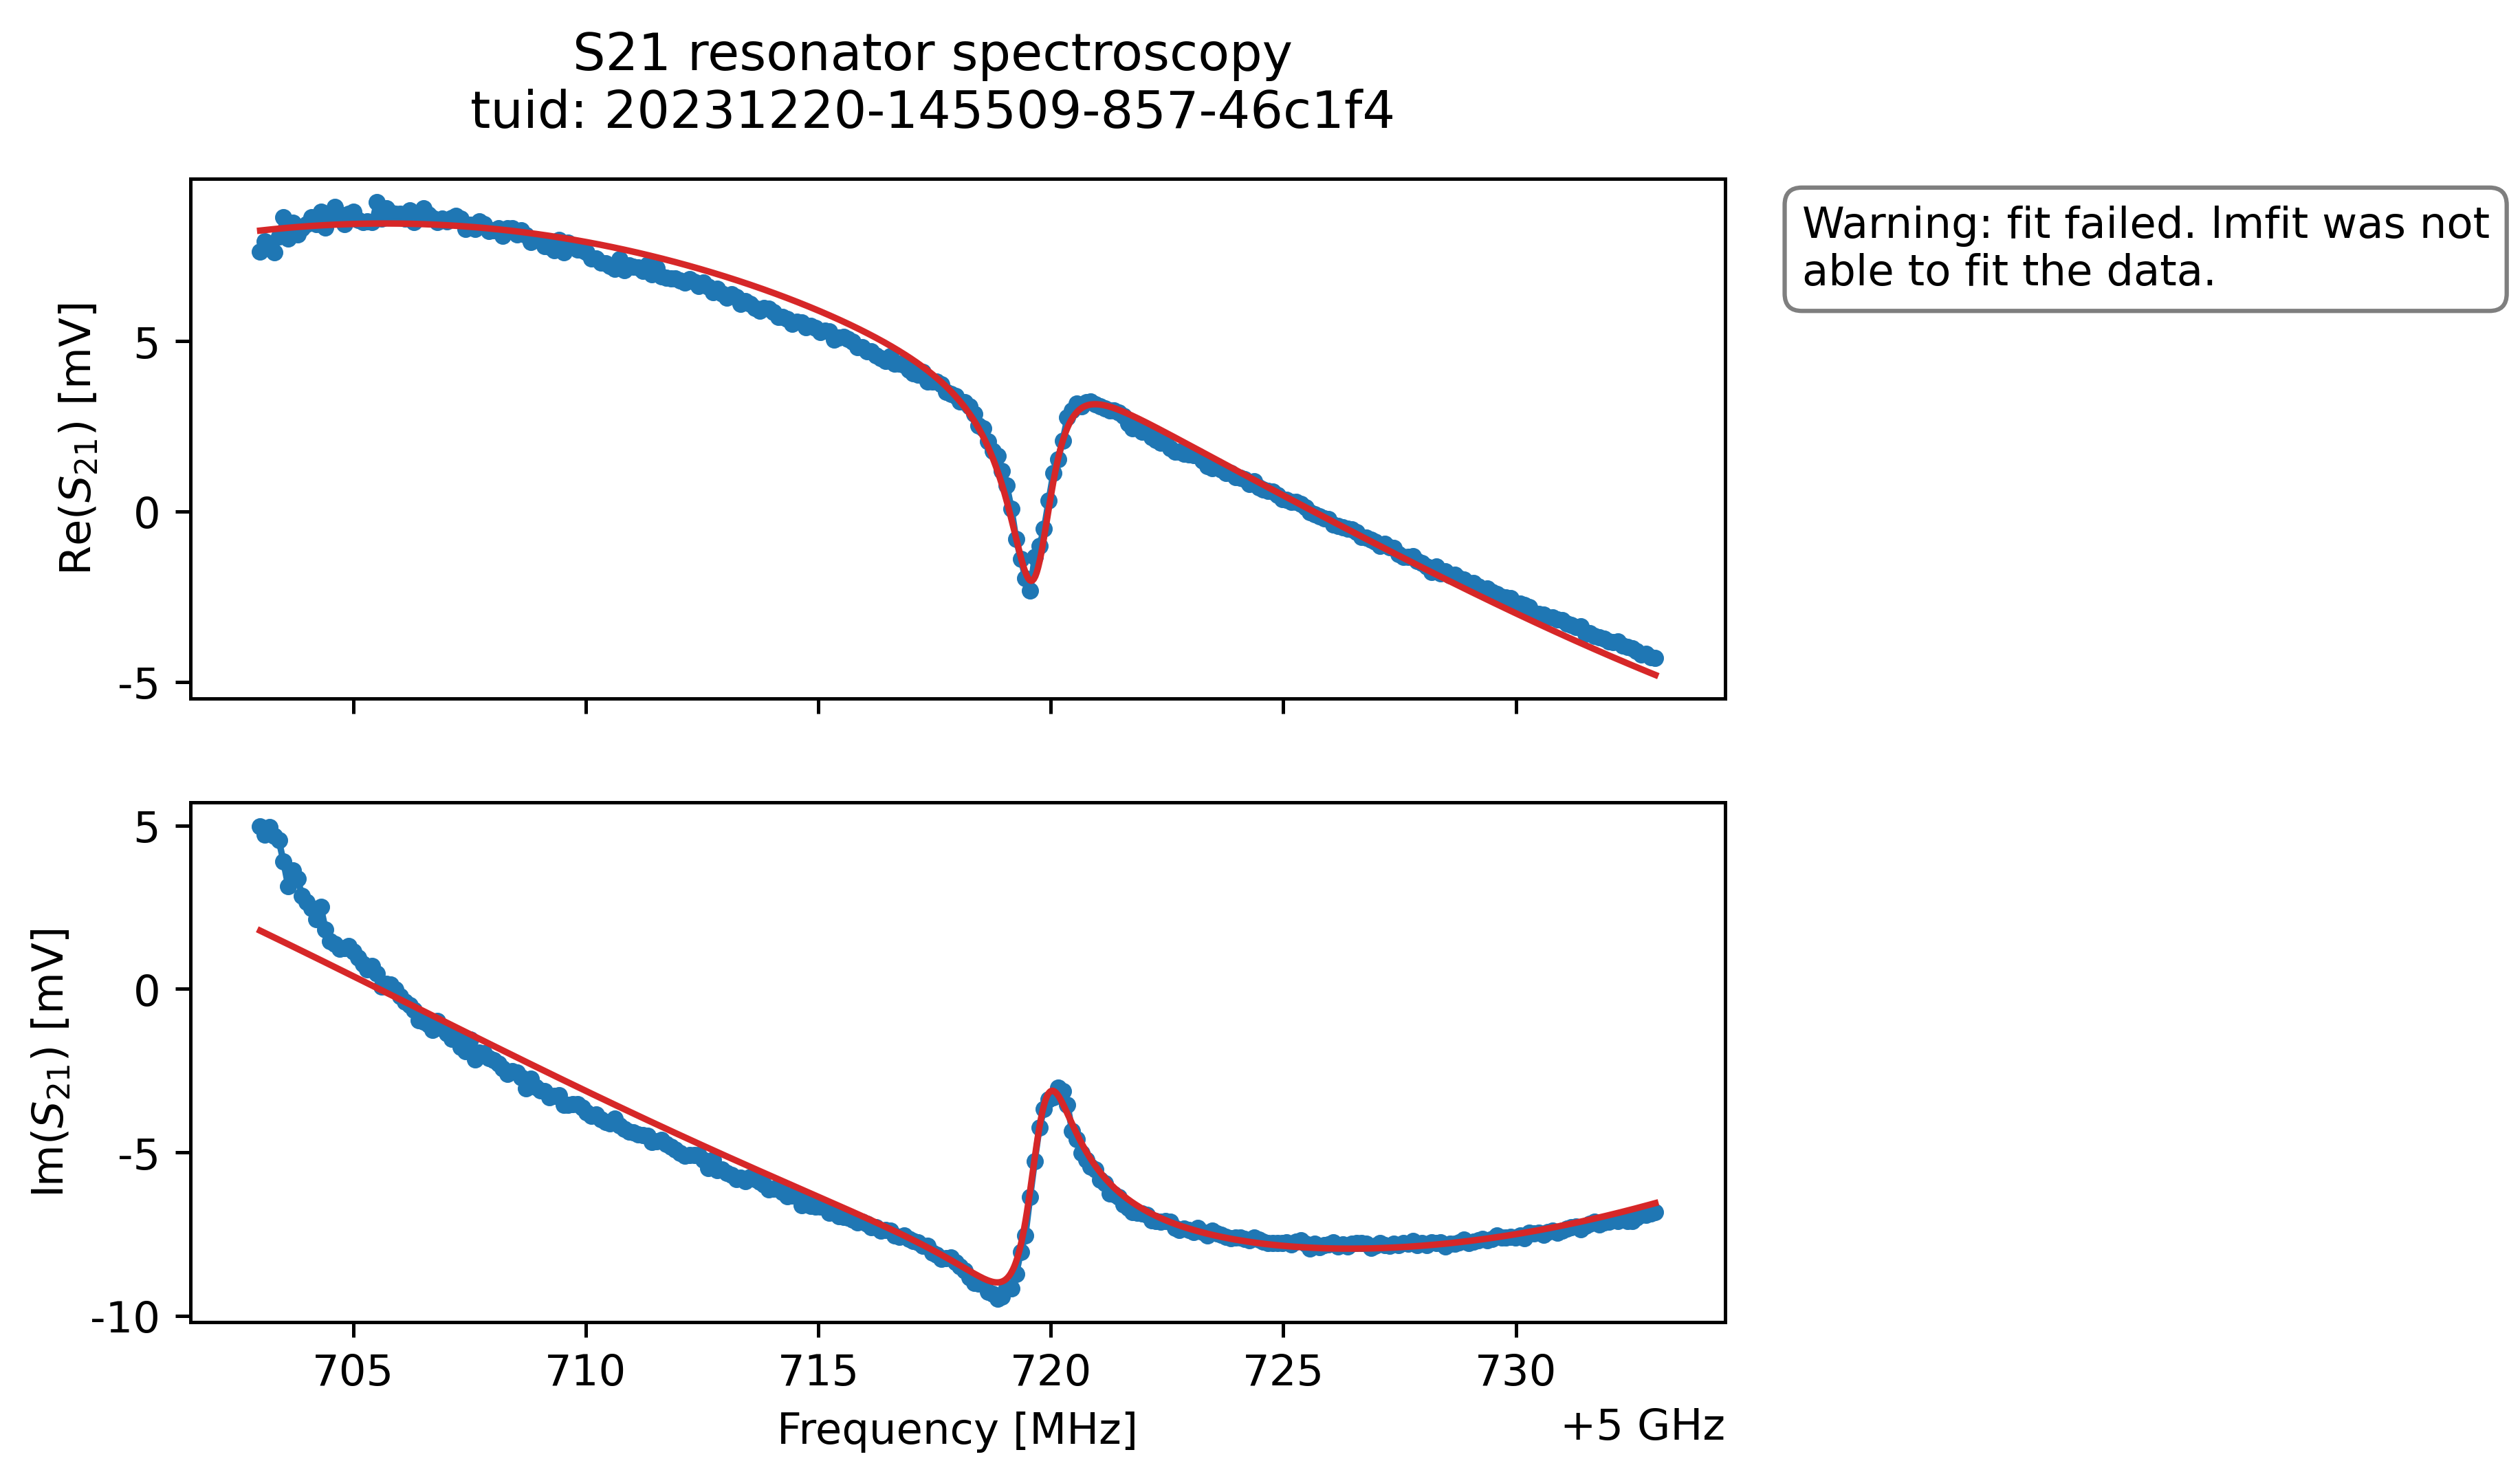 S21 resonator spectroscopy
tuid: 20231220-145509-857-46c1f4
Warning: fit failed. lmfit was not
able to fit the data.
Re(S21) [mV]
5
0
-5
Im(S21) [mV]
5
0
-5
-10
705 710 715 720 725 730
Frequency [MHz]
+5 GHz